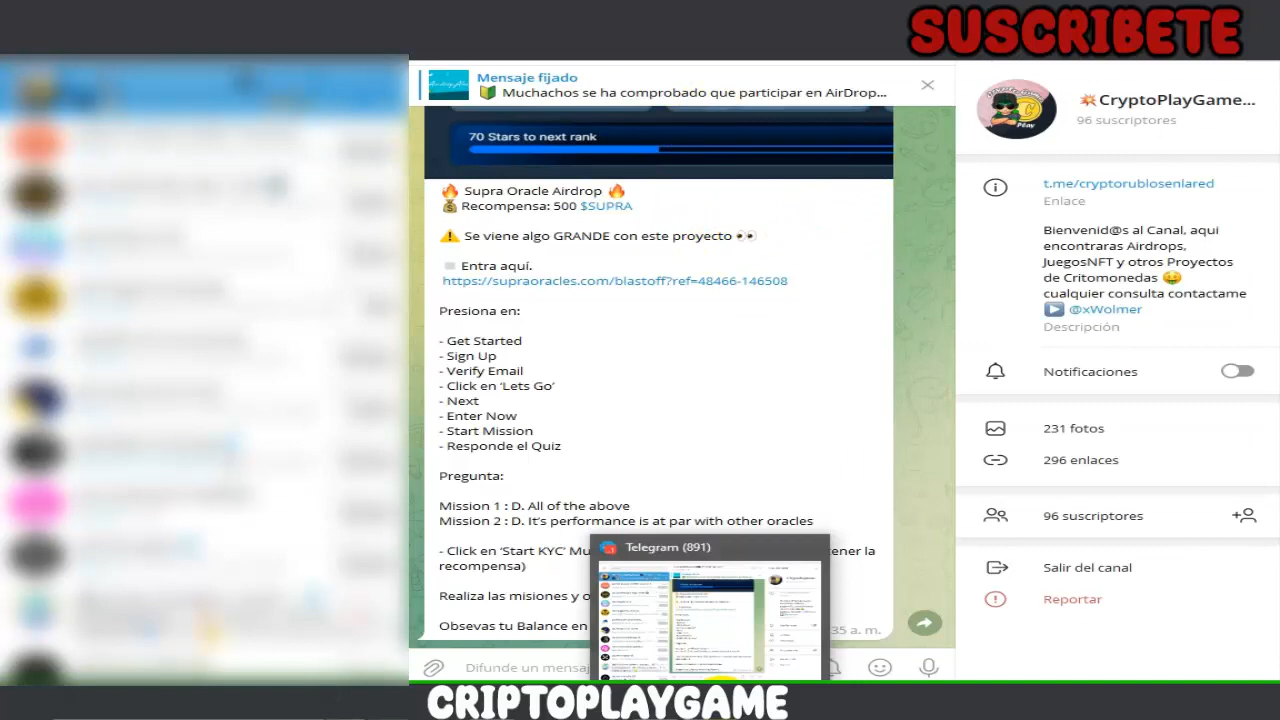 SUSCRIBETE
Mensaje fijado
Muchachos se ha comprobado que participar en AirDrop...
70 Stars to next rank
🔥 Supra Oracle Airdrop 🔥
💰 Recompensa: 500 $SUPRA
⚠️ Se viene algo GRANDE con este proyecto 👀
Entra aquí.
https://supraoracles.com/blastoff?ref=48466-146508
Presiona en:
- Get Started
- Sign Up
- Verify Email
- Click en ‘Lets Go’
- Next
- Enter Now
- Start Mission
- Responde el Quiz
Pregunta:
Mission 1 : D. All of the above
Mission 2 : D. It’s performance is at par with other oracles
- Click en ‘Start KYC’ Mu
ener la
recompensa)
Realiza las misiones y o
Obsevas tu Balance en
35 a. m.
Difundir un mensaj
Telegram (891)
💥CryptoPlayGame...
96 suscriptores
t.me/cryptorublosenlared
Enlace
Bienvenid@s al Canal, aqui
encontraras Airdrops,
JuegosNFT y otros Proyectos
de Critomonedas 🤑
cualquier consulta contactame
▶️ @xWolmer
Descripción
Notificaciones
231 fotos
296 enlaces
96 suscriptores
Salir del canal
Reportar
CRIPTOPLAYGAME